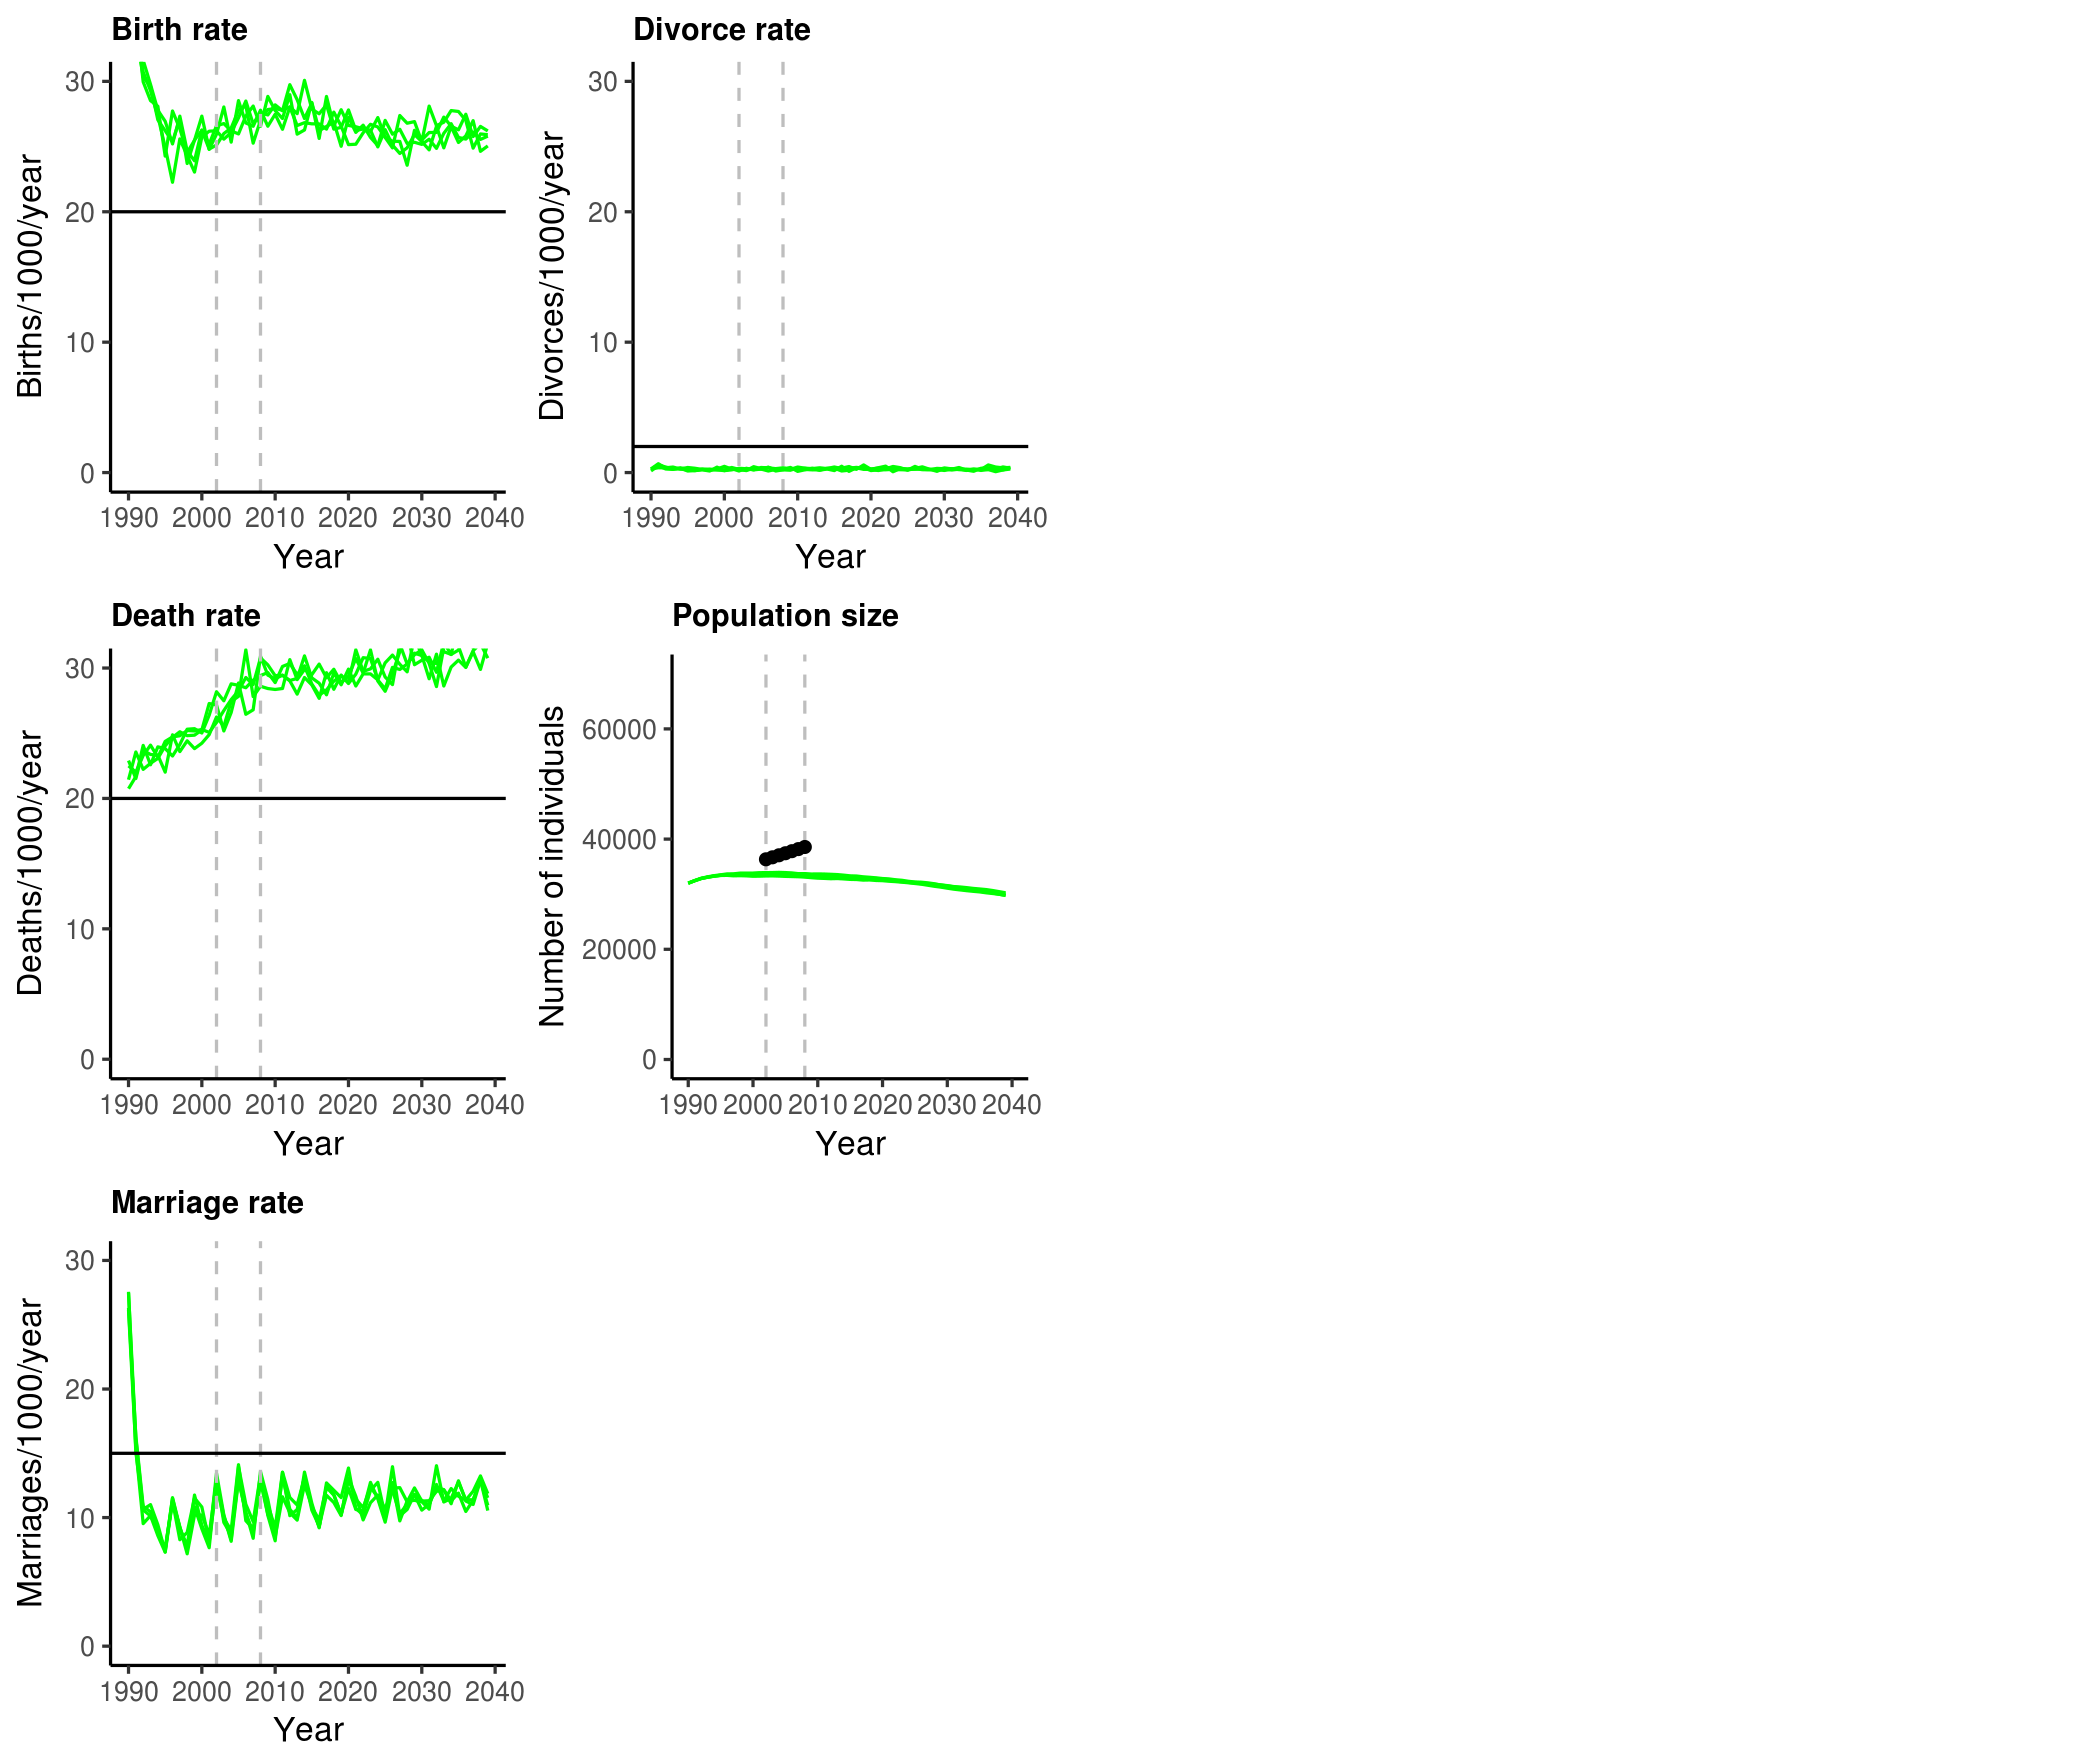 Birth rate
Births/1000/year
30
20
10
0
1990 2000 2010 2020 2030 2040
Year
Divorce rate
Divorces/1000/year
30
20
10
0
1990 2000 2010 2020 2030 2040
Year
Death rate
Deaths/1000/year
30
20
10
0
1990 2000 2010 2020 2030 2040
Year
Population size
Number of individuals
60000
40000
20000
0
1990 2000 2010 2020 2030 2040
Year
Marriage rate
Marriages/1000/year
30
20
10
0
1990 2000 2010 2020 2030 2040
Year